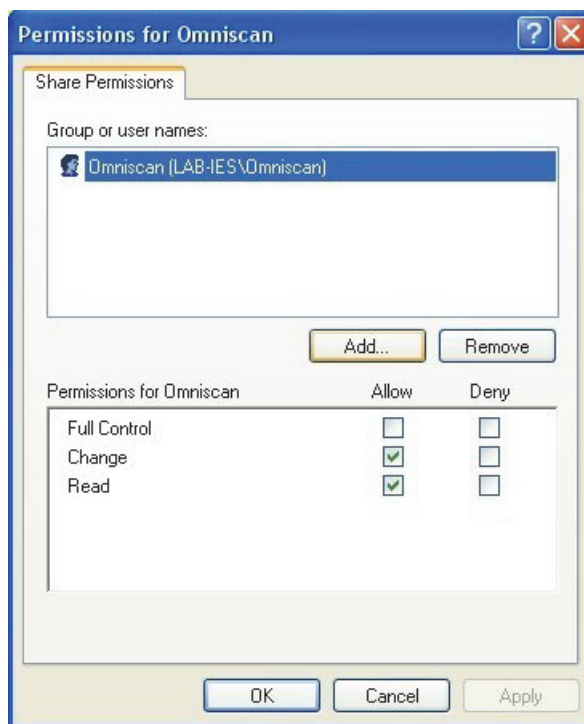 Permissions for Omniscan
Share Permissions
Group or user names:
Omniscan (LAB-IES\Omniscan)
Add... Remove
Permissions for Omniscan Allow Deny
Full Control
Change
Read
OK Cancel Apply